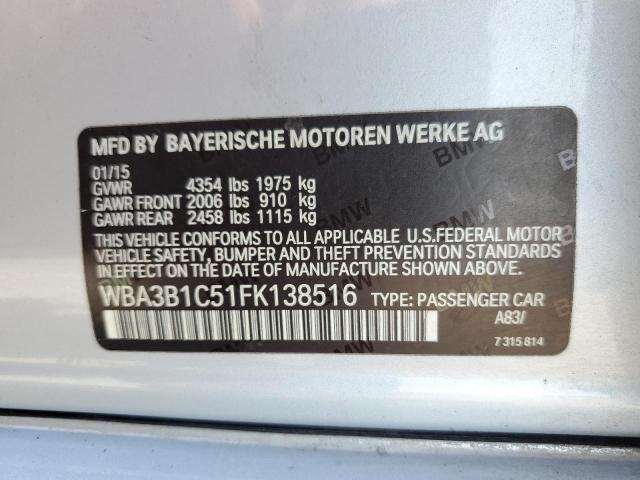 MFD BY BAYERISCHE MOTOREN WERKE AG
01/15
GVWR 4354 lbs 1975 kg
GAWR FRONT 2006 lbs 910 kg
GAWR REAR 2458 lbs 1115 kg
THIS VEHICLE CONFORMS TO ALL APPLICABLE U.S.FEDERAL MOTOR
VEHICLE SAFETY, BUMPER AND THEFT PREVENTION STANDARDS
IN EFFECT ON THE DATE OF MANUFACTURE SHOWN ABOVE.
WBA3B1C51FK138516 TYPE: PASSENGER CAR
A83/
7 315 814